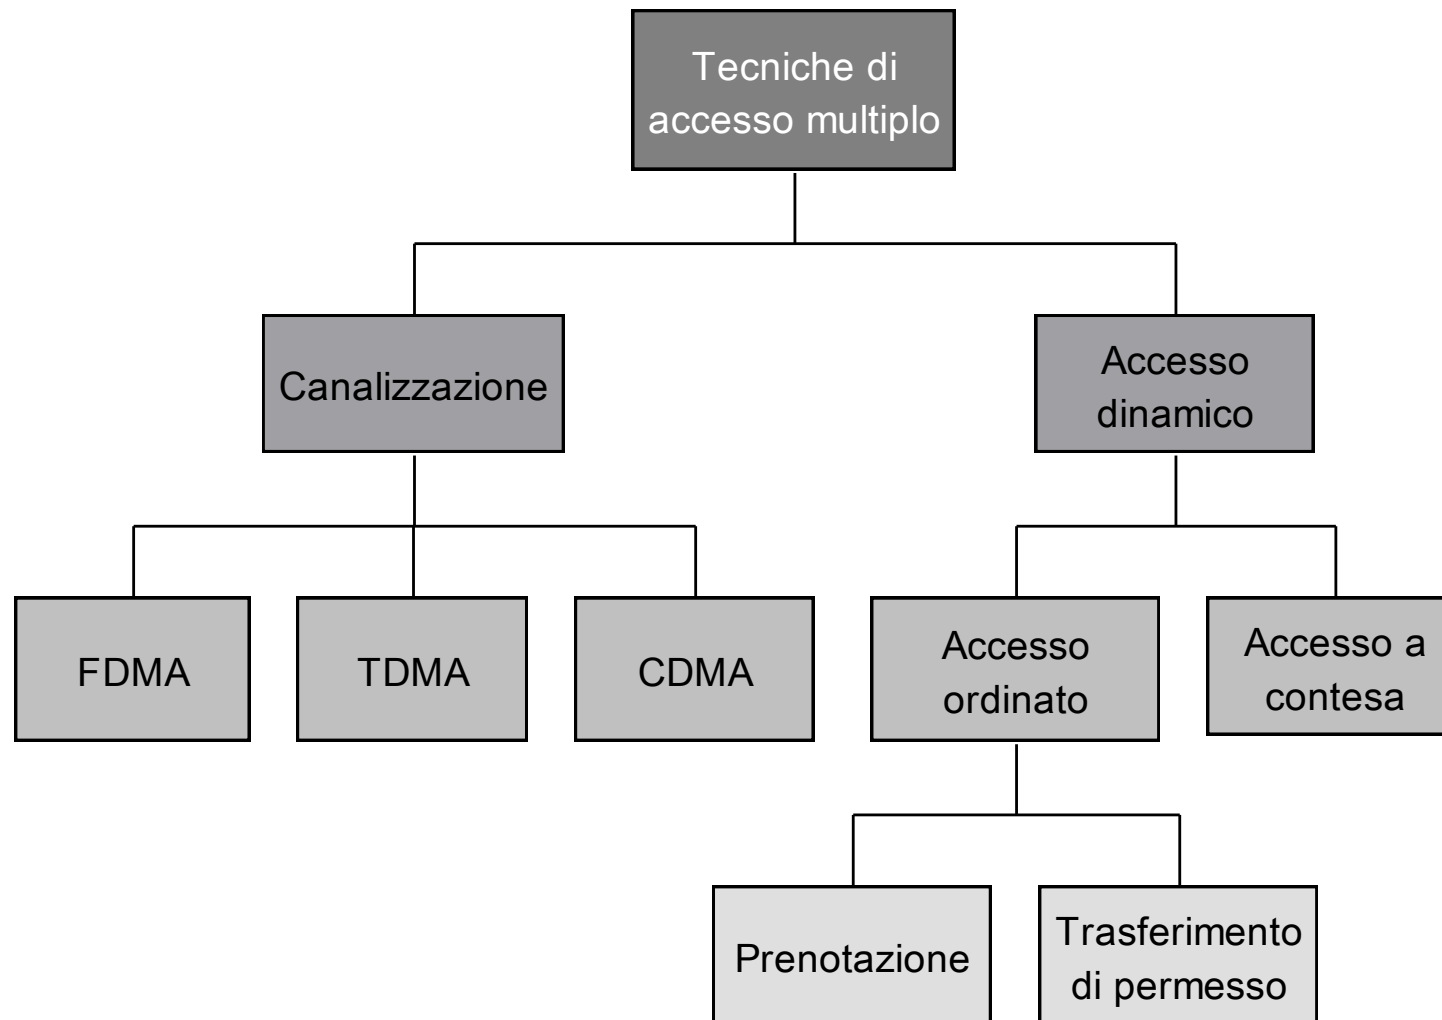 Tecniche di
accesso multiplo
Canalizzazione
Accesso
dinamico
FDMA
TDMA
CDMA
Accesso
ordinato
Accesso a
contesa
Prenotazione
Trasferimento
di permesso